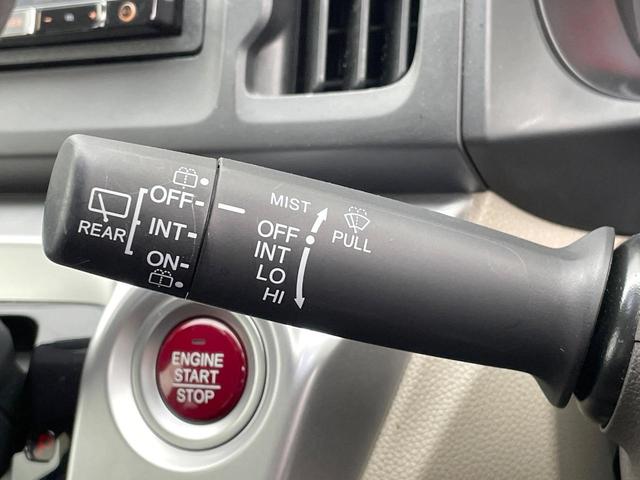 REAR
OFF
INT
ON
MIST
OFF
INT
LO
HI
PULL
ENGINE
START
STOP